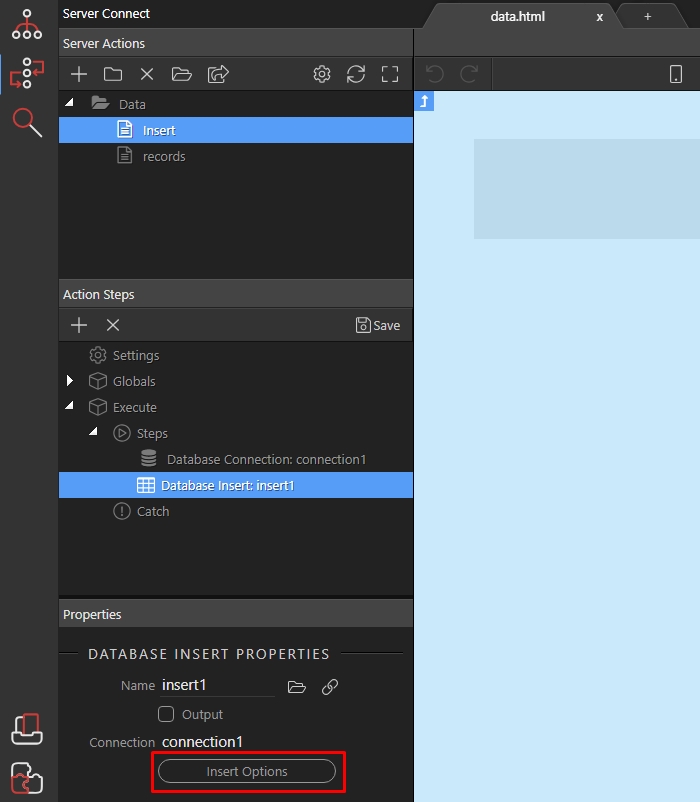 Server Connect
data.html x +
Server Actions
Data
Insert
records
Action Steps
Save
Settings
Globals
Execute
Steps
Database Connection: connection1
Database Insert: insert1
Catch
Properties
DATABASE INSERT PROPERTIES
Name insert1
Output
Connection connection1
Insert Options